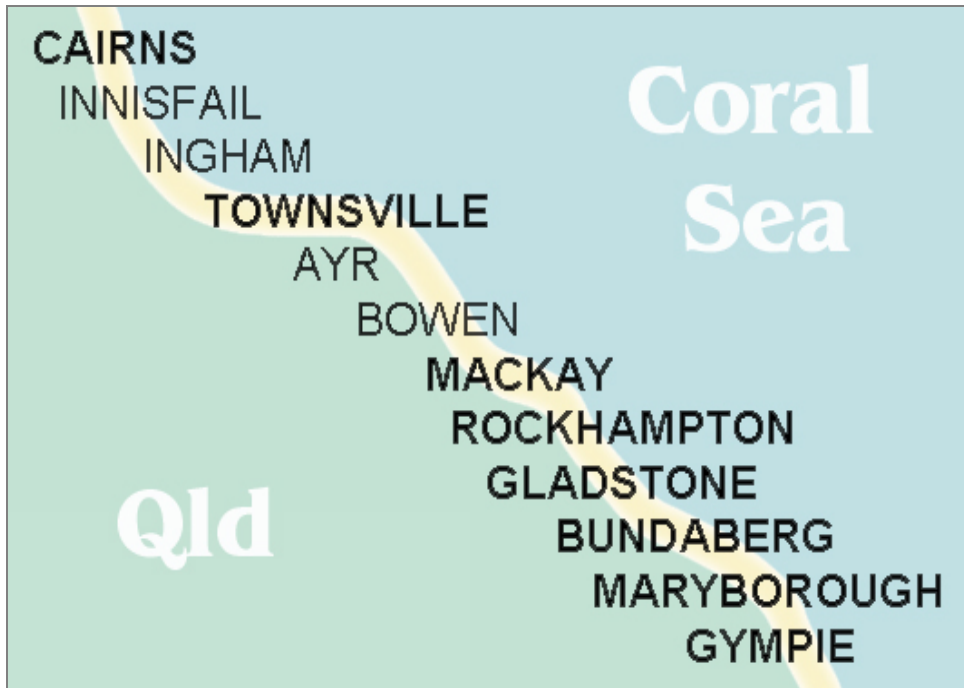 CAIRNS
INNISFAIL
INGHAM
TOWNSVILLE
AYR
BOWEN
MACKAY
ROCKHAMPTON
GLADSTONE
BUNDABERG
MARYBOROUGH
GYMPIE
Coral
Sea
Qld